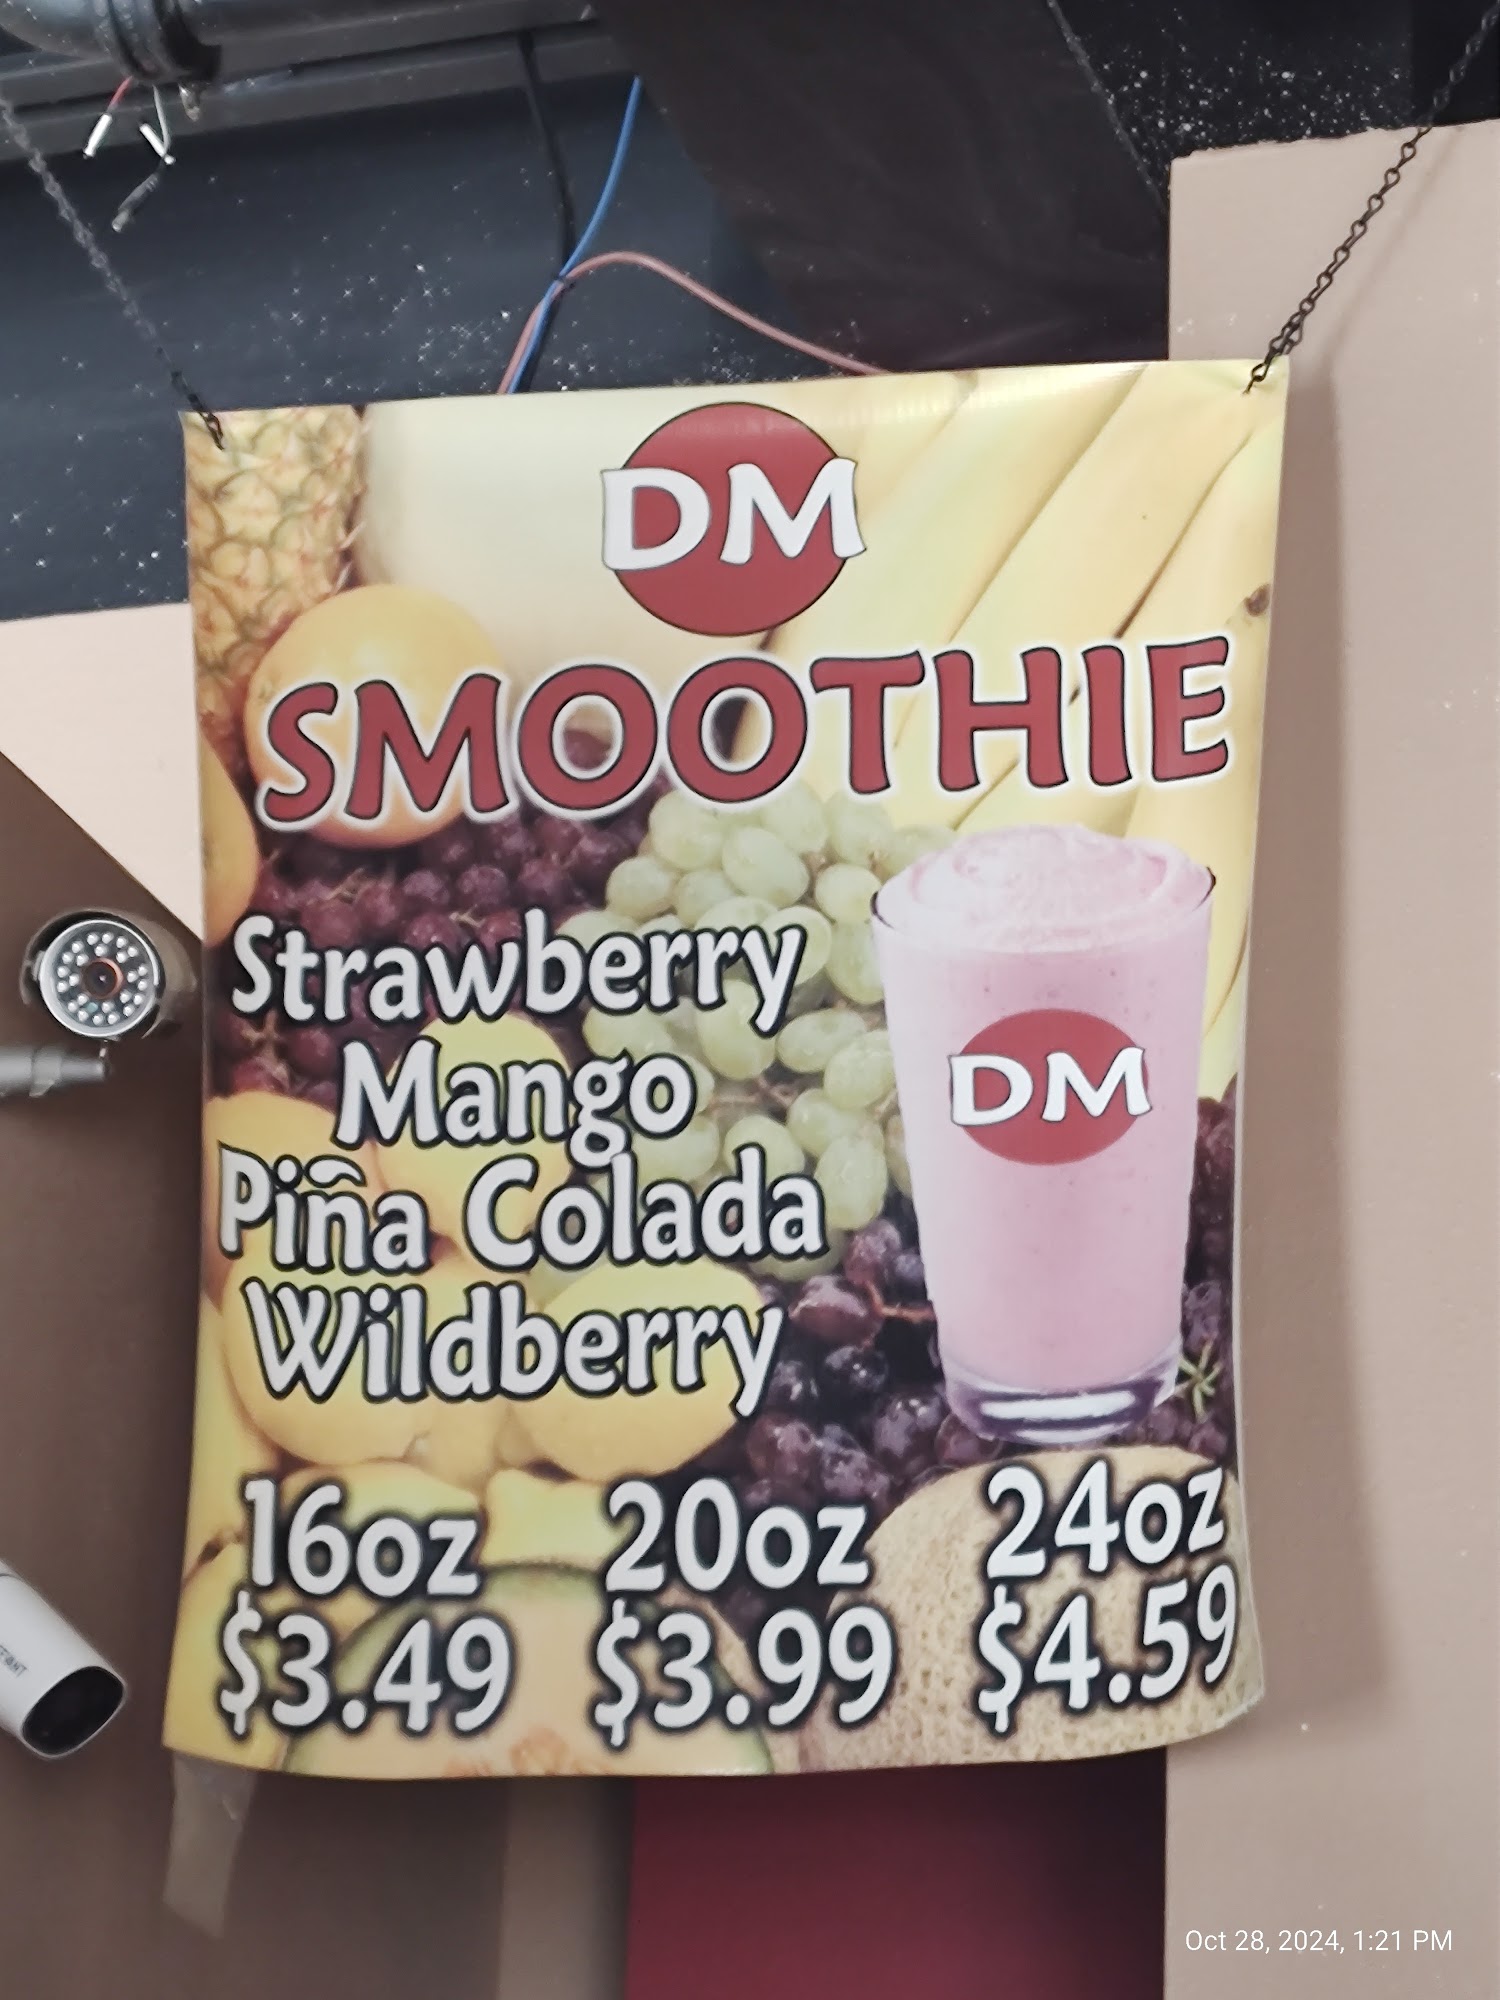 DM
SMOOTHIE
Strawberry
Mango
Piña Colada
Wildberry
DM
16oz 20oz 24oz
$3.49 $3.99 $4.59
Oct 28, 2024, 1:21 PM